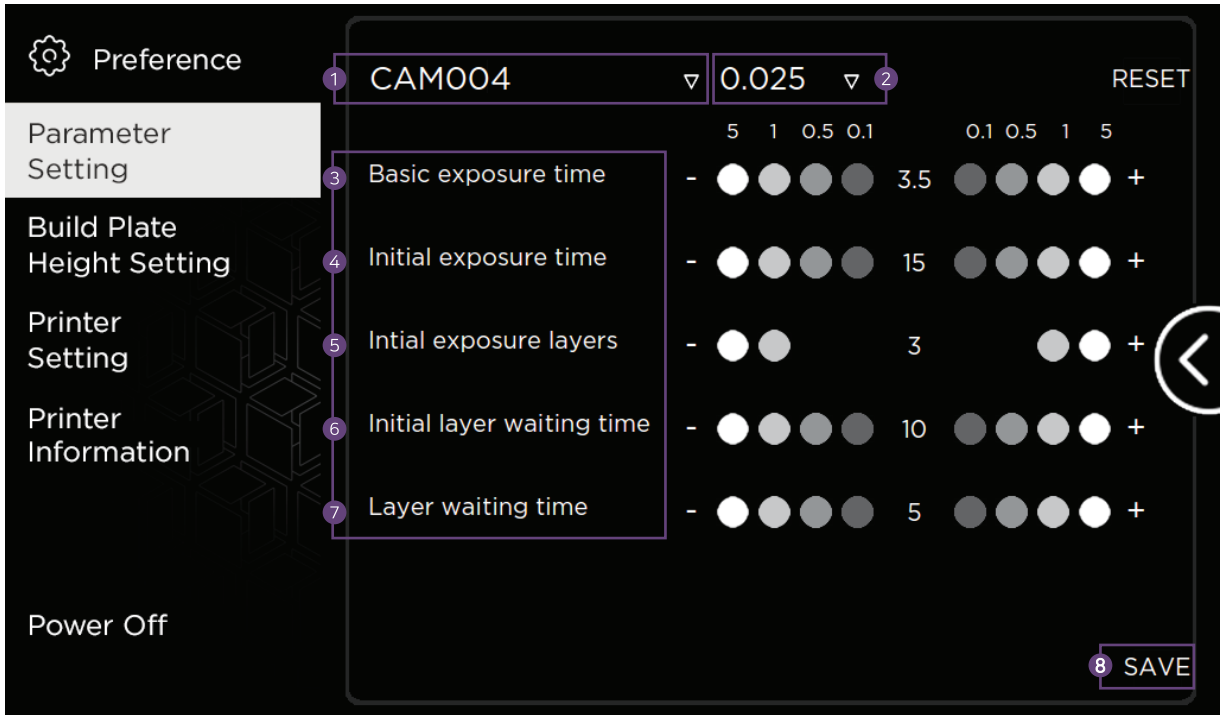 Preference
Parameter
Setting
Build Plate
Height Setting
Printer
Setting
Printer
Information
Power Off
1 CAM004 ▽ 0.025 ▽ 2 RESET
5 1 0.5 0.1 0.1 0.5 1 5
3 Basic exposure time - 3.5 +
4 Initial exposure time - 15 +
5 Intial exposure layers - 3 +
6 Initial layer waiting time - 10 +
7 Layer waiting time - 5 +
8 SAVE